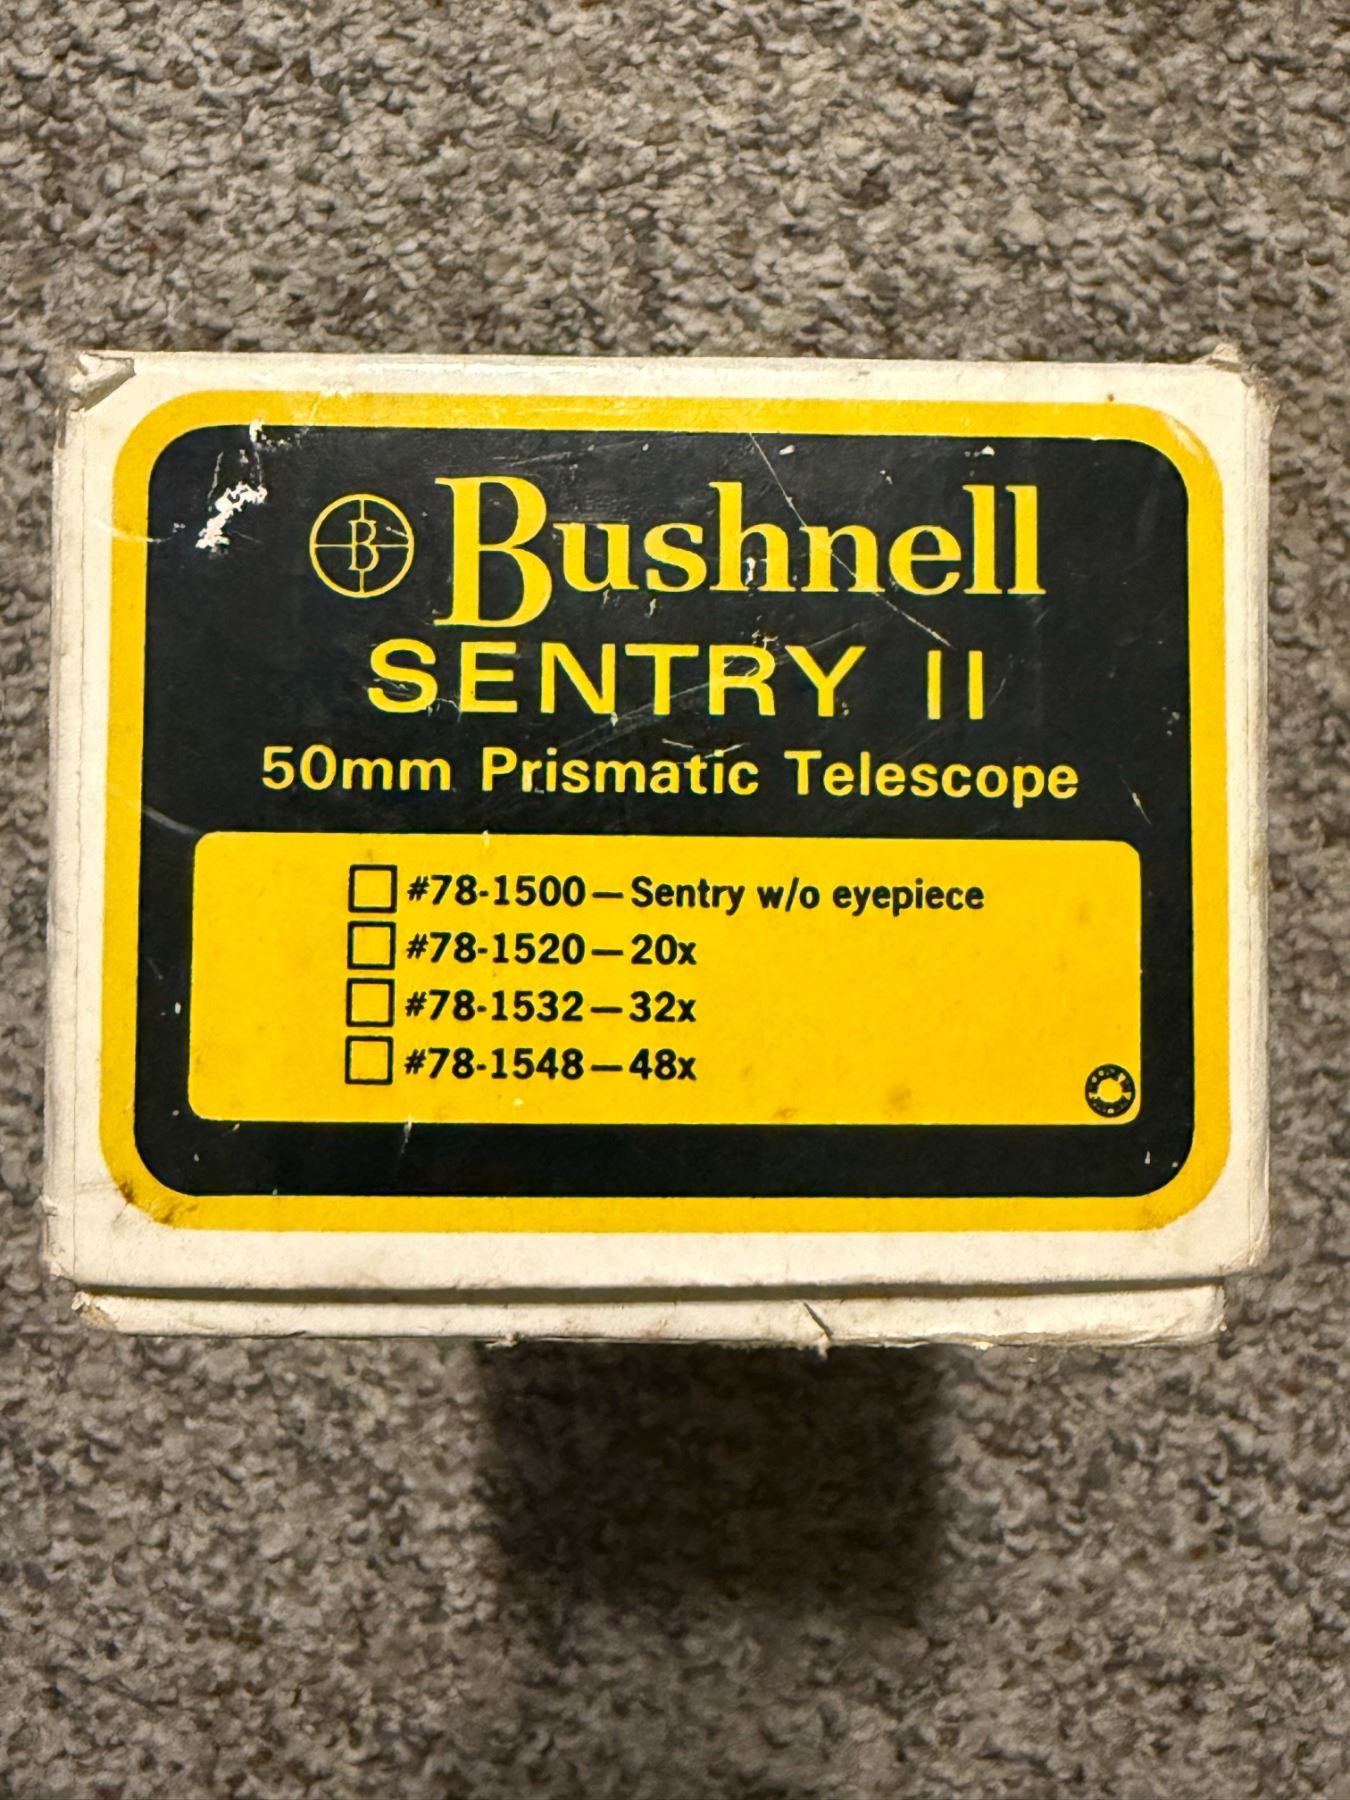 B Bushnell
SENTRY II
50mm Prismatic Telescope
#78-1500—Sentry w/o eyepiece
#78-1520—20x
#78-1532—32x
#78-1548—48x